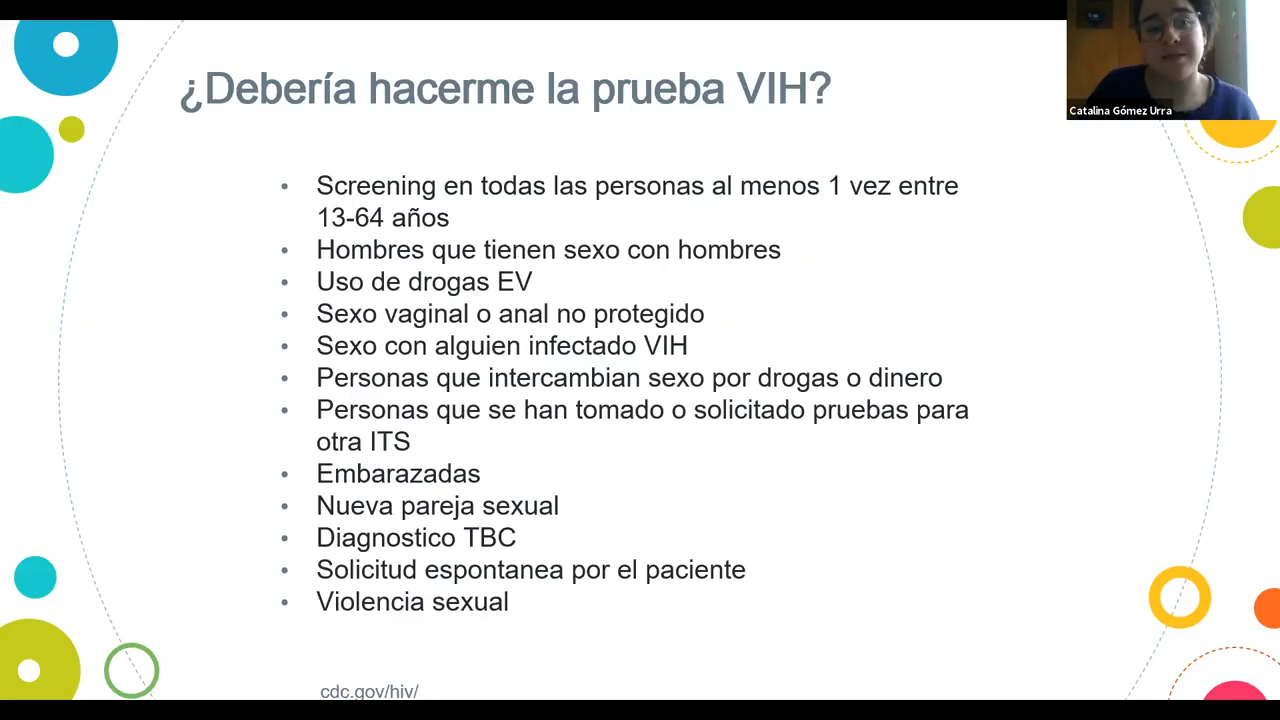 ¿Debería hacerme la prueba VIH?
Catalina Gómez Urra
• Screening en todas las personas al menos 1 vez entre
13-64 años
• Hombres que tienen sexo con hombres
• Uso de drogas EV
• Sexo vaginal o anal no protegido
• Sexo con alguien infectado VIH
• Personas que intercambian sexo por drogas o dinero
• Personas que se han tomado o solicitado pruebas para
otra ITS
• Embarazadas
• Nueva pareja sexual
• Diagnostico TBC
• Solicitud espontanea por el paciente
• Violencia sexual
cdc.gov/hiv/